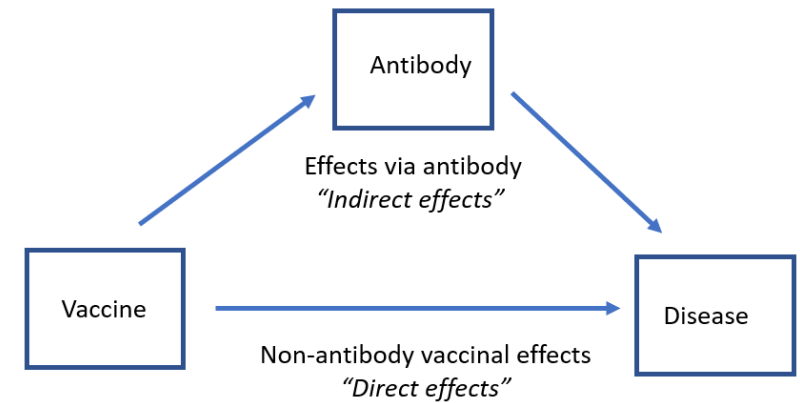 Antibody
Effects via antibody
“Indirect effects”
Vaccine
Disease
Non-antibody vaccinal effects
“Direct effects”